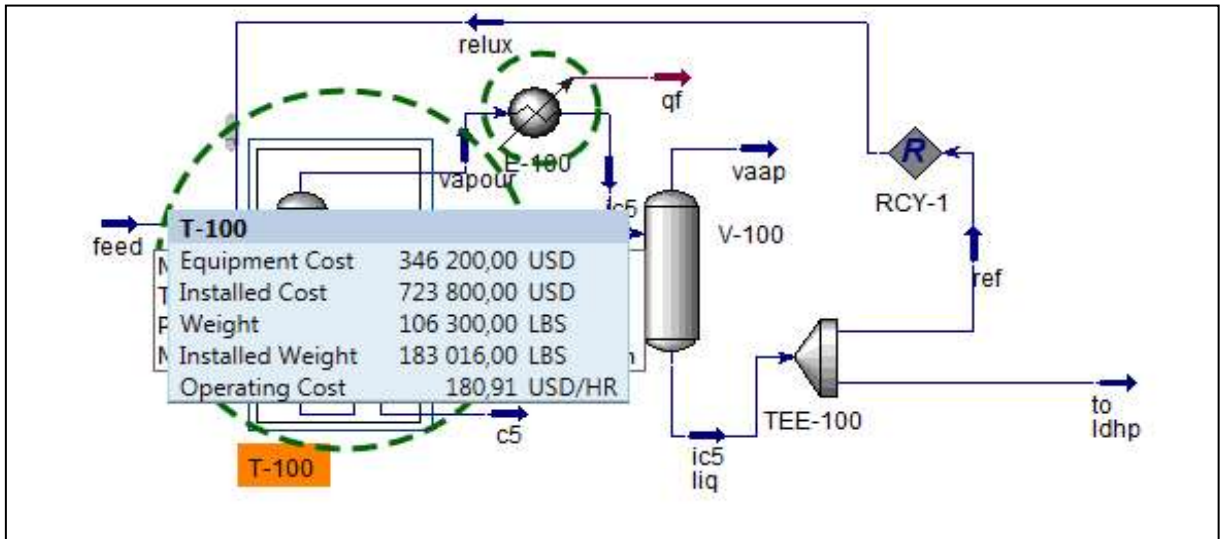 relux
qf
E-100
vapour
vaap
RCY-1
feed
V-100
T-100
Equipment Cost 346 200,00 USD
Installed Cost 723 800,00 USD
Weight 106 300,00 LBS
Installed Weight 183 016,00 LBS
Operating Cost 180,91 USD/HR
ref
TEE-100
to
ldhp
c5
ic5
liq
T-100